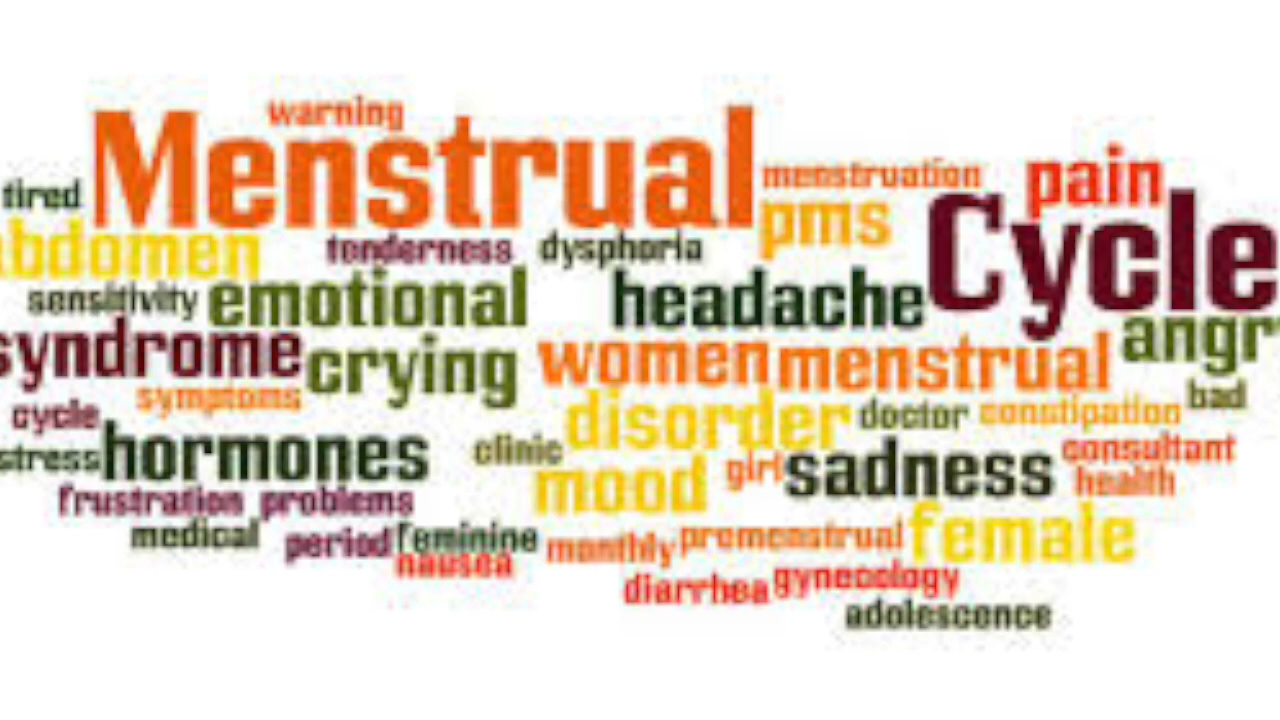 warning
Menstrual
menstruation
pain
tired
pms
Cycle
abdomen
tenderness
dysphoria
sensitivity
emotional
headache
angr
syndrome
crying
women
menstrual
symptoms
bad
cycle
disorder
doctor
constipation
stress
hormones
clinic
consultant
mood
girl
sadness
health
frustration
problems
medical
period
feminine
monthly
premenstrual
female
nausea
diarrhea
gynecology
adolescence